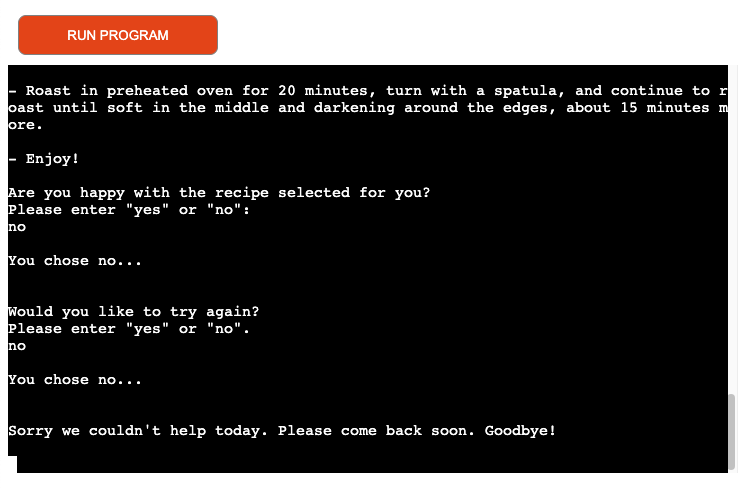 RUN PROGRAM
- Roast in preheated oven for 20 minutes, turn with a spatula, and continue to r
oast until soft in the middle and darkening around the edges, about 15 minutes m
ore.
- Enjoy!
Are you happy with the recipe selected for you?
Please enter "yes" or "no":
no
You chose no...
Would you like to try again?
Please enter "yes" or "no".
no
You chose no...
Sorry we couldn't help today. Please come back soon. Goodbye!